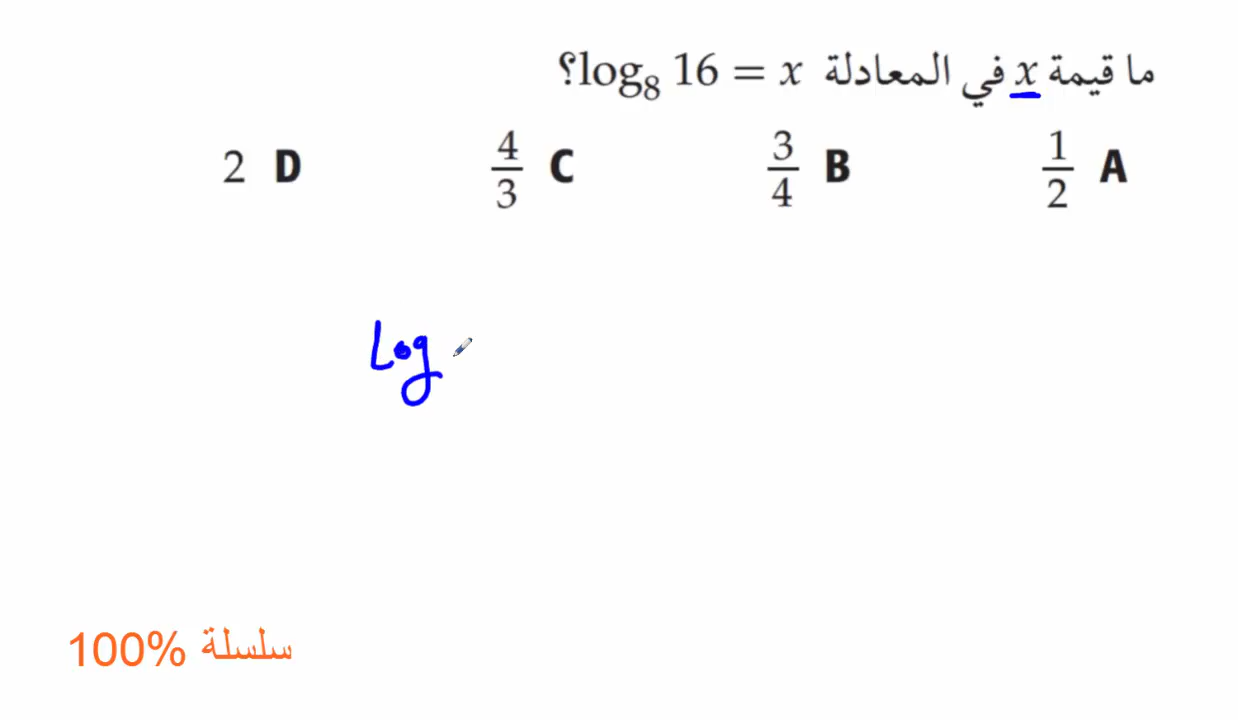 ما قيمة x في المعادلة log₈ 16 = x؟
A 1/2 B 3/4 C 4/3 D 2
log
سلسلة 100%